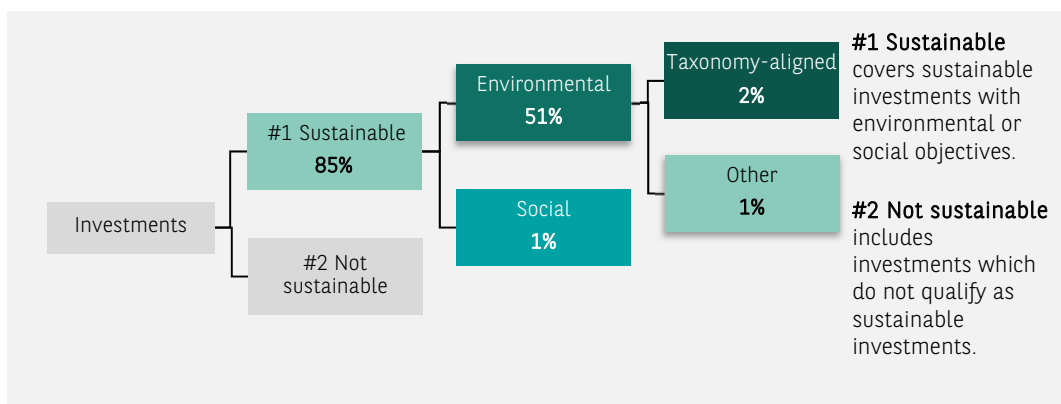 Investments
#1 Sustainable
85%
#2 Not
sustainable
Environmental
51%
Social
1%
Taxonomy-aligned
2%
Other
1%
#1 Sustainable
covers sustainable
investments with
environmental or
social objectives.
#2 Not sustainable
includes
investments which
do not qualify as
sustainable
investments.